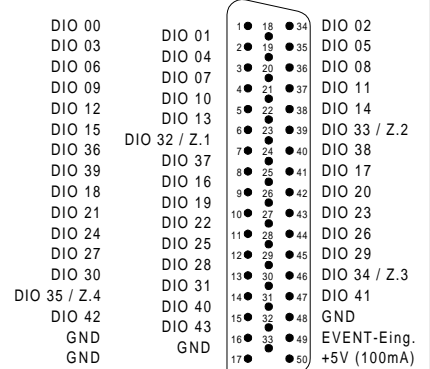 DIO 00 1 18 34 DIO 02
DIO 01
DIO 03 2 19 35 DIO 05
DIO 04
DIO 06 3 20 36 DIO 08
DIO 07
DIO 09 4 21 37 DIO 11
DIO 10
DIO 12 5 22 38 DIO 14
DIO 13
DIO 15 6 23 39 DIO 33 / Z.2
DIO 32 / Z.1
DIO 36 7 24 40 DIO 38
DIO 37
DIO 39 8 25 41 DIO 17
DIO 16
DIO 18 9 26 42 DIO 20
DIO 19
DIO 21 10 27 43 DIO 23
DIO 22
DIO 24 11 28 44 DIO 26
DIO 25
DIO 27 12 29 45 DIO 29
DIO 28
DIO 30 13 30 46 DIO 34 / Z.3
DIO 31
DIO 35 / Z.4 14 31 47 DIO 41
DIO 40
DIO 42 15 32 48 GND
DIO 43
GND 16 33 49 EVENT-Eing.
GND
GND 17 50 +5V (100mA)